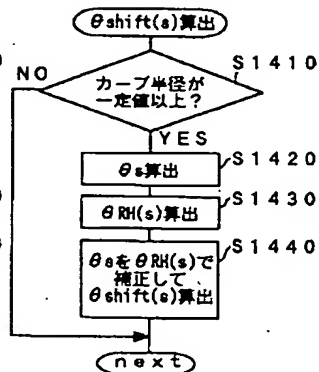 θshift(s)算出
NO
カーブ半径が
一定値以上？
S1410
YES
θs算出
S1420
θRH(s)算出
S1430
θsをθRH(s)で
補正して
θshift(s)算出
S1440
next